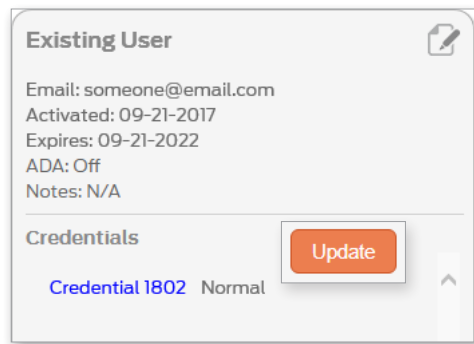 Existing User
Email: someone@email.com
Activated: 09-21-2017
Expires: 09-21-2022
ADA: Off
Notes: N/A
Credentials
Update
Credential 1802 Normal